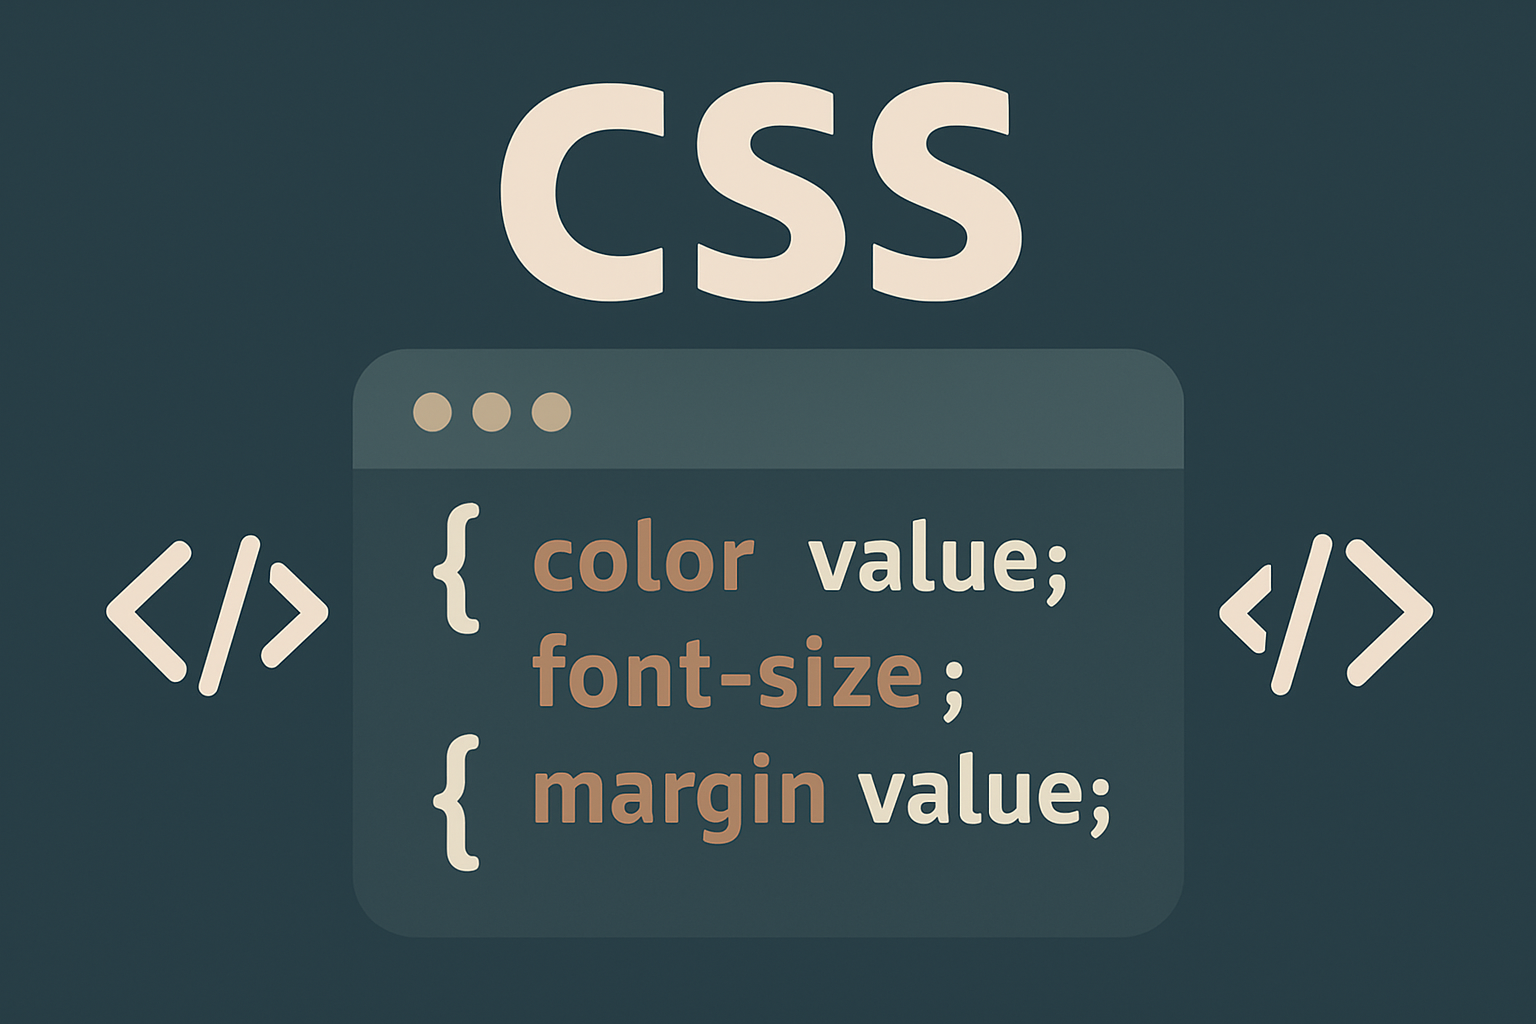 CSS
</> </>
{ color value;
font-size ;
{ margin value;